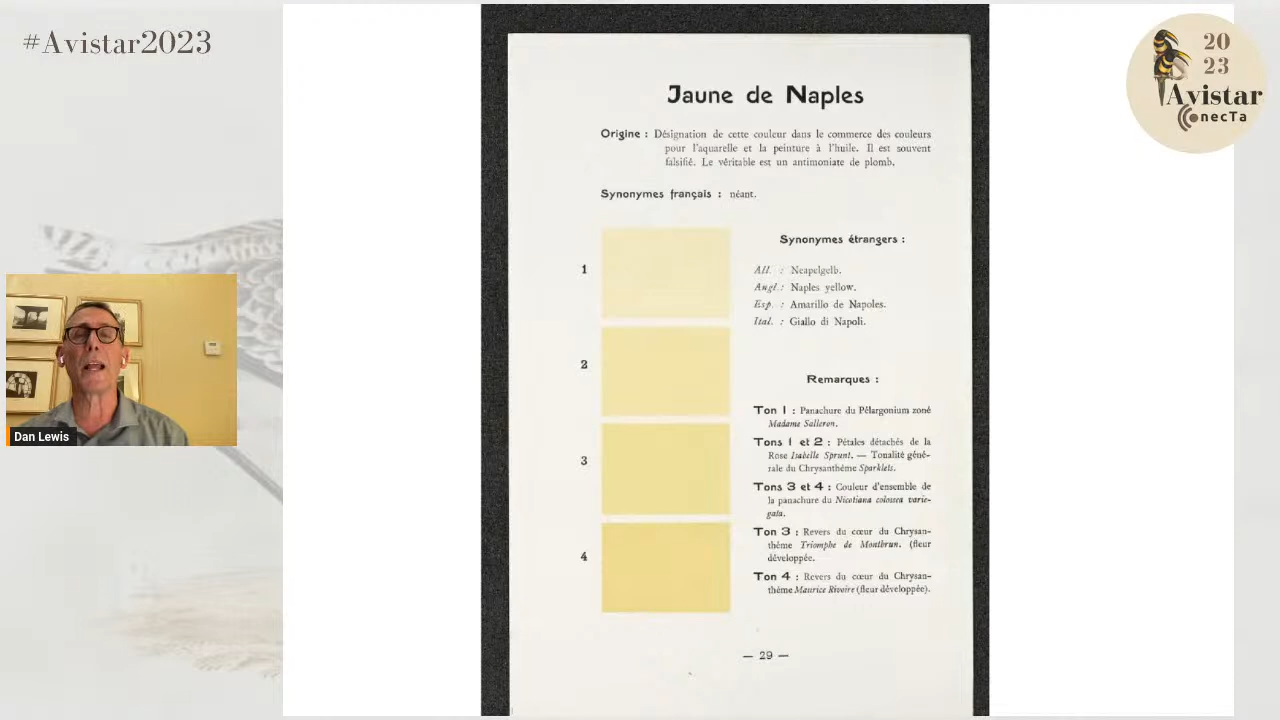 #Avistar2023
20
23
Avistar
ConecTa
Jaune de Naples
Origine : Désignation de cette couleur dans le commerce des couleurs
pour l'aquarelle et la peinture à l'huile. Il est souvent
falsifié. Le véritable est un antimoniate de plomb.
Synonymes français : néant.
Synonymes étrangers :
All. : Neapelgelb.
Angl. : Naples yellow.
Esp. : Amarillo de Napoles.
Ital. : Giallo di Napoli.
1
2
3
4
Remarques :
Ton 1 : Panachure du Pélargonium zoné
Madame Salleron.
Tons 1 et 2 : Pétales détachés de la
Rose Isabelle Sprunt. — Tonalité géné-
rale du Chrysanthème Sparklets.
Tons 3 et 4 : Couleur d'ensemble de
la panachure du Nicotiana colossea varie-
gata.
Ton 3 : Revers du cœur du Chrysan-
thème Triomphe de Montbrun. (fleur
développée.
Ton 4 : Revers du cœur du Chrysan-
thème Maurice Rivoire (fleur développée).
— 29 —
Dan Lewis